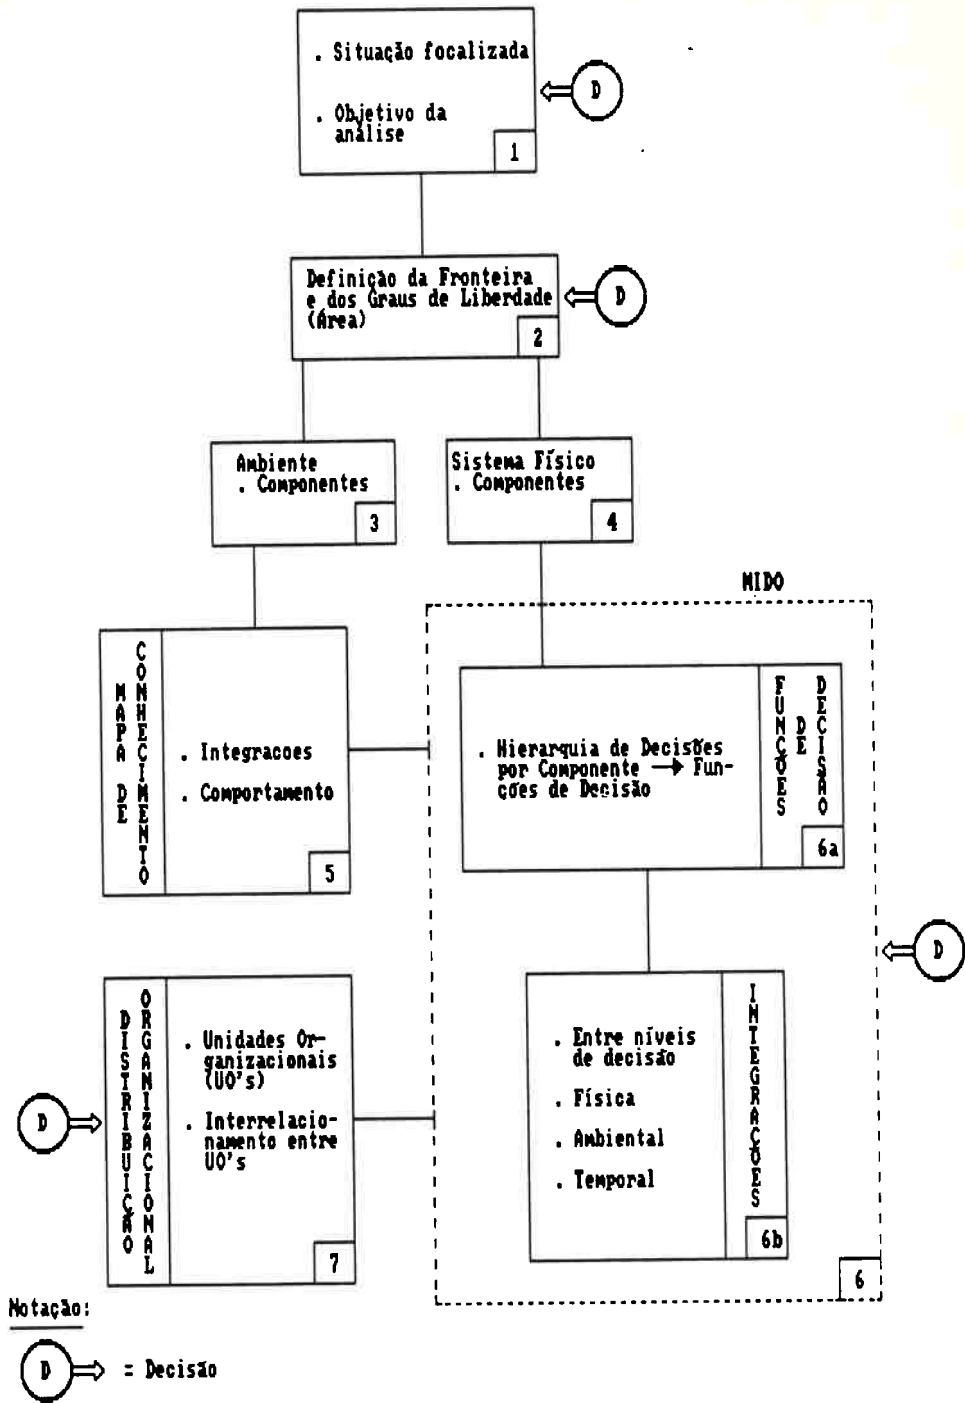 . Situação focalizada
. Objetivo da
análise
1
D
Definição da Fronteira
e dos Graus de Liberdade
(Área)
2
D
Ambiente
. Componentes
3
Sistema Físico
. Componentes
4
MIDO
MAPA DE
CONHECIMENTO
. Integracoes
. Comportamento
5
. Hierarquia de Decisões
por Componente → Fun-
ções de Decisão
FUNÇÕES
DE
DECISÃO
6a
D
DISTRIBUIÇÃO
ORGANIZACIONAL
. Unidades Or-
ganizacionais
(UO's)
. Interrelacio-
namento entre
UO's
7
D
. Entre níveis
de decisão
. Física
. Ambiental
. Temporal
INTEGRAÇÕES
6b
6
Notação:
D = Decisão